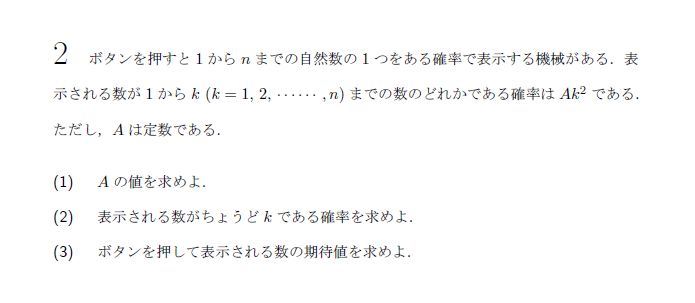 2 ボタンを押すと 1 から n までの自然数の 1 つをある確率で表示する機械がある．表
示される数が 1 から k (k = 1, 2, ⋯⋯, n) までの数のどれかである確率は Ak² である．
ただし，A は定数である．
(1) A の値を求めよ．
(2) 表示される数がちょうど k である確率を求めよ．
(3) ボタンを押して表示される数の期待値を求めよ．